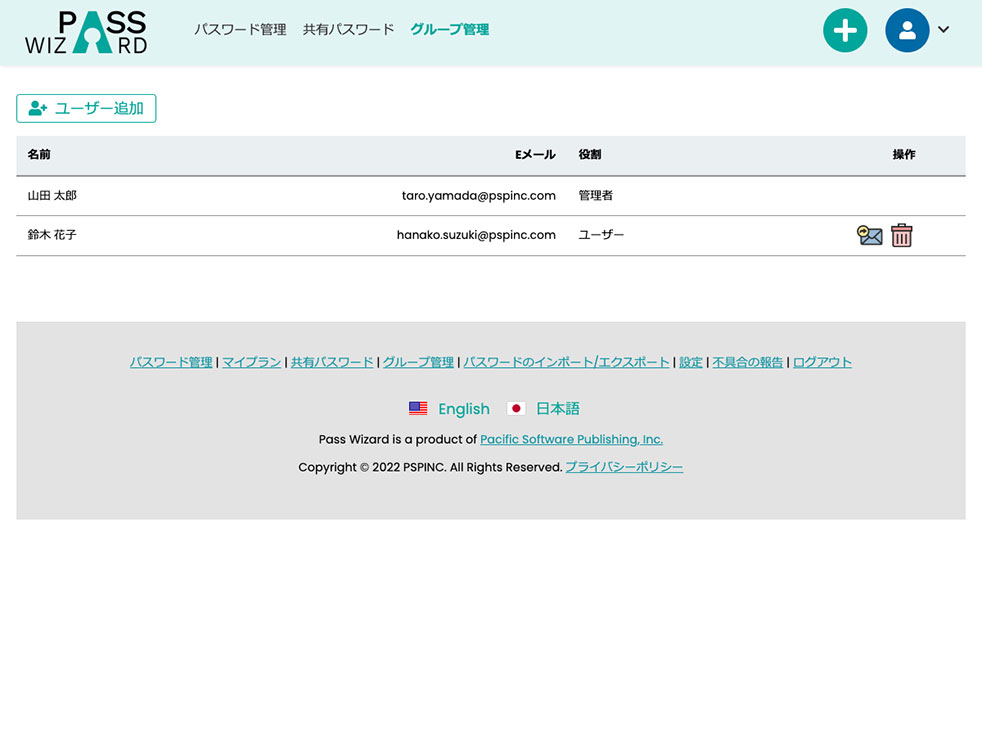 PASS WIZARD
パスワード管理 共有パスワード グループ管理
ユーザー追加
名前 Eメール 役割 操作
山田 太郎 taro.yamada@pspinc.com 管理者
鈴木 花子 hanako.suzuki@pspinc.com ユーザー
パスワード管理 | マイプラン | 共有パスワード | グループ管理 | パスワードのインポート/エクスポート | 設定 | 不具合の報告 | ログアウト
English 日本語
Pass Wizard is a product of Pacific Software Publishing, Inc.
Copyright © 2022 PSPINC. All Rights Reserved. プライバシーポリシー